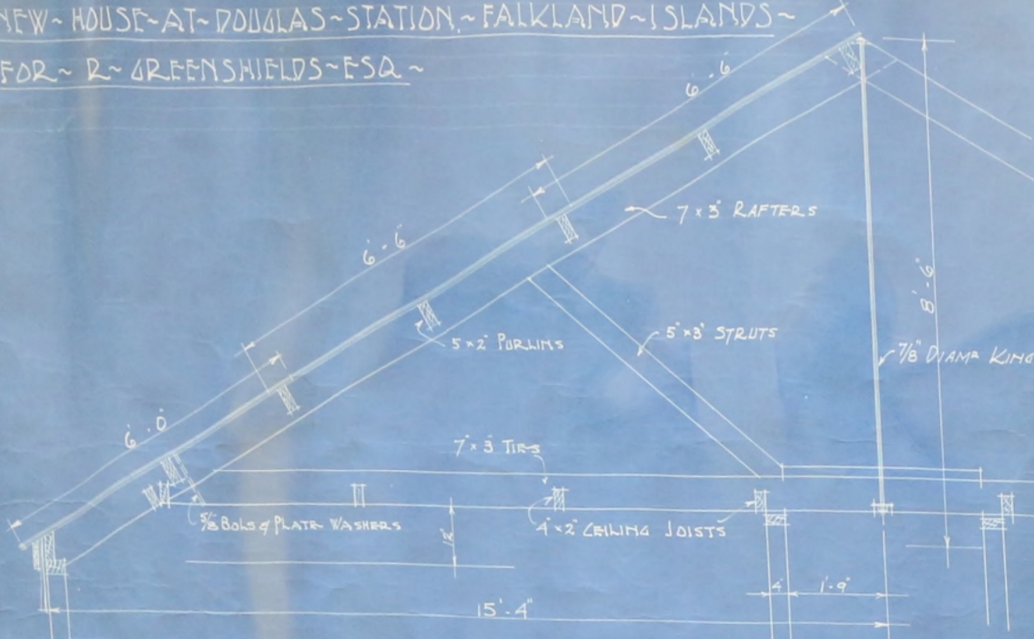 NEW~HOUSE~AT~DOUGLAS~STATION,~FALKLAND~ISLANDS~
FOR~R~GREENSHIELDS~ESQ~
6'-6"
6'-6"
7"x3" RAFTERS
8'-6"
5"x2" PURLINS
5"x3" STRUTS
7/8" DIAMR KING
6'-0"
7"x3" TIES
5/8 BOLS & PLATE WASHERS
4"x2" CEILING JOISTS
4"
1'-9"
15'-4"